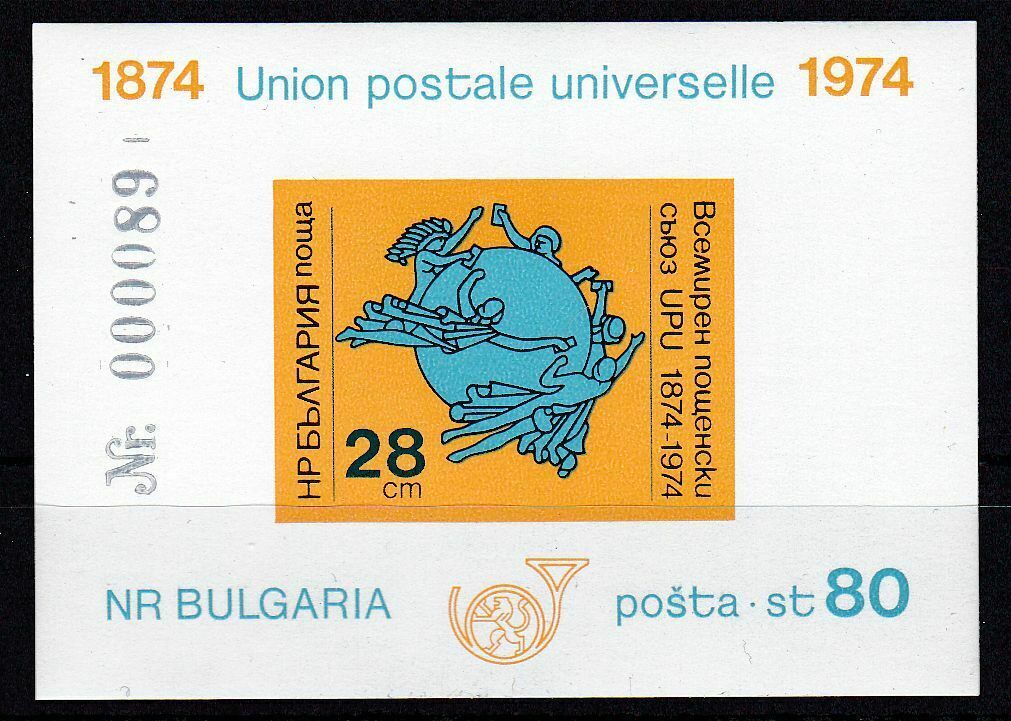 1874 Union postale universelle 1974
Nr. 000089
НР БЪЛГАРИЯ поща
28
cm
Всемирен пощенски
съюз UPU 1874-1974
NR BULGARIA
pošta · st 80